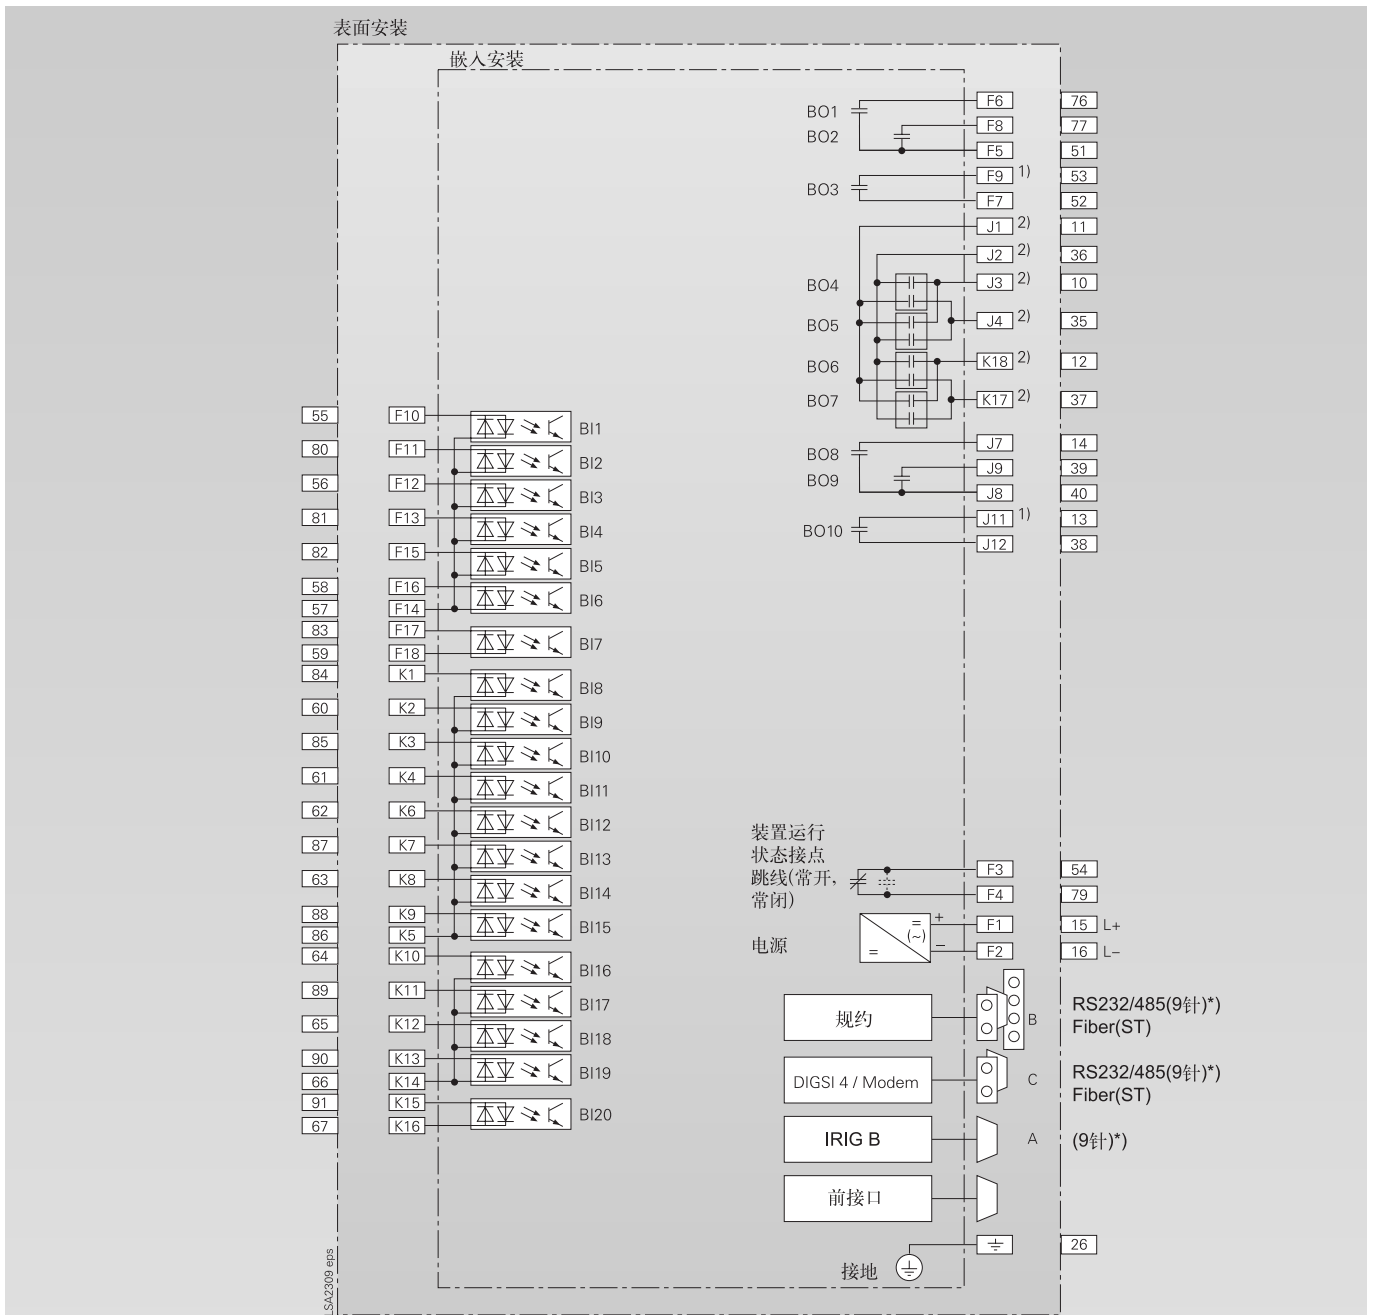 表面安装
嵌入安装
BO1
F6 76
BO2
F8 77
F5 51
BO3
F9 1) 53
F7 52
J1 2) 11
J2 2) 36
BO4
J3 2) 10
BO5
J4 2) 35
BO6
K18 2) 12
BO7
K17 2) 37
BO8
J7 14
BO9
J9 39
J8 40
BO10
J11 1) 13
J12 38
55 F10 BI1
80 F11 BI2
56 F12 BI3
81 F13 BI4
82 F15 BI5
58 F16 BI6
57 F14
83 F17 BI7
59 F18
84 K1 BI8
60 K2 BI9
85 K3 BI10
61 K4 BI11
62 K6 BI12
87 K7 BI13
63 K8 BI14
88 K9 BI15
86 K5
64 K10 BI16
89 K11 BI17
65 K12 BI18
90 K13 BI19
66 K14
91 K15 BI20
67 K16
装置运行
状态接点
跳线(常开,
常闭)
F3 54
F4 79
电源
= (~) =
+ F1 15 L+
− F2 16 L−
规约 B RS232/485(9针)*)
Fiber(ST)
DIGSI 4 / Modem C RS232/485(9针)*)
Fiber(ST)
IRIG B A (9针)*)
前接口
接地 26
LSA2309 eps